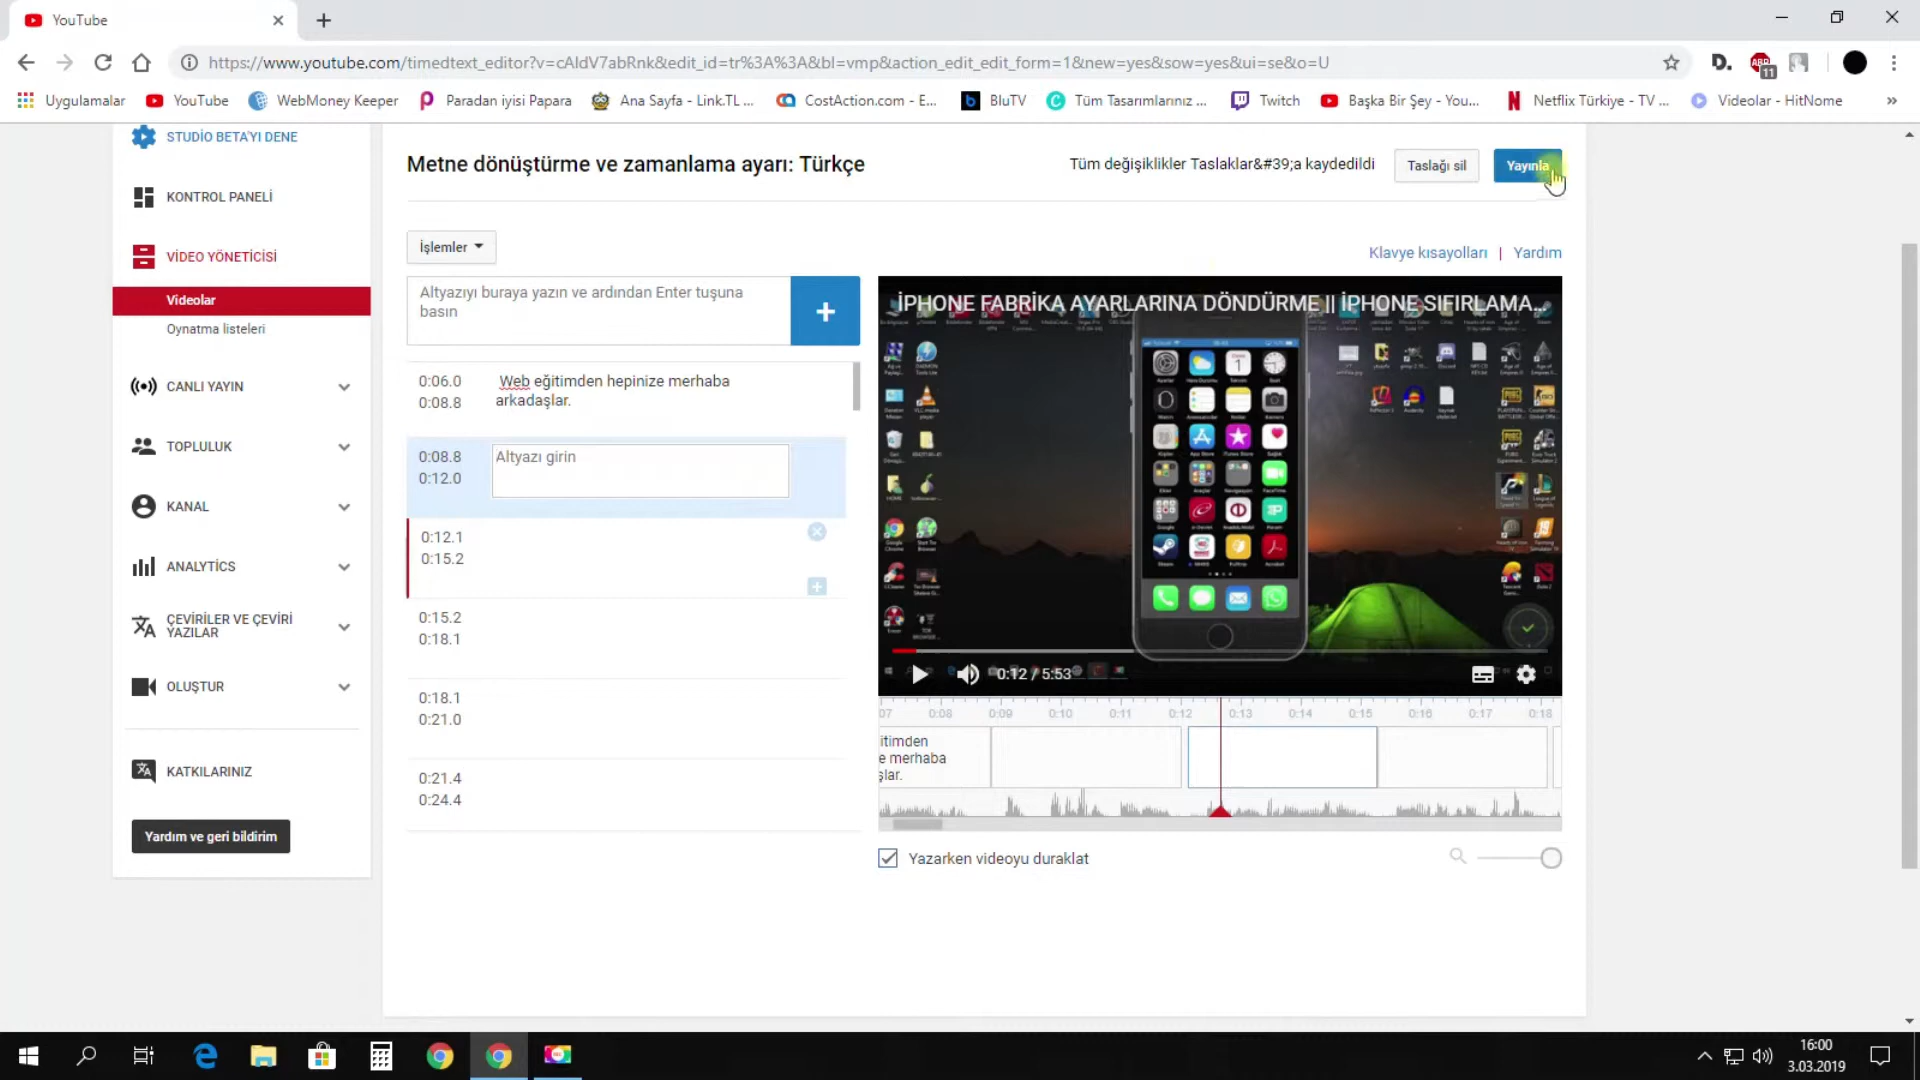 YouTube
https://www.youtube.com/timedtext_editor?v=cAIdV7abRnk&edit_id=tr%3A%3A&bl=vmp&action_edit_edit_form=1&new=yes&sow=yes&ui=se&o=U
11
Uygulamalar YouTube WebMoney Keeper Paradan iyisi Papara Ana Sayfa - Link.TL ... CostAction.com - E... BluTV Tüm Tasarımlarınız ... Twitch Başka Bir Şey - You... Netflix Türkiye - TV ... Videolar - HitNome
STUDİO BETA'YI DENE
KONTROL PANELİ
VİDEO YÖNETİCİSİ
Videolar
Oynatma listeleri
CANLI YAYIN
TOPLULUK
KANAL
ANALYTICS
ÇEVİRİLER VE ÇEVİRİ
YAZILAR
OLUŞTUR
KATKILARINIZ
Yardım ve geri bildirim
Metne dönüştürme ve zamanlama ayarı: Türkçe
Tüm değişiklikler Taslaklar&#39;a kaydedildi
Taslağı sil
Yayınla
İşlemler
Klavye kısayolları | Yardım
Altyazıyı buraya yazın ve ardından Enter tuşuna
basın
0:06.0 Web eğitimden hepinize merhaba
0:08.8 arkadaşlar.
0:08.8 Altyazı girin
0:12.0
0:12.1
0:15.2
0:15.2
0:18.1
0:18.1
0:21.0
0:21.4
0:24.4
İPHONE FABRİKA AYARLARINA DÖNDÜRME || İPHONE SIFIRLAMA...
0:12 / 5:53
07 0:08 0:09 0:10 0:11 0:12 0:13 0:14 0:15 0:16 0:17 0:18
itimden
e merhaba
şlar.
Yazarken videoyu duraklat
16:00
3.03.2019